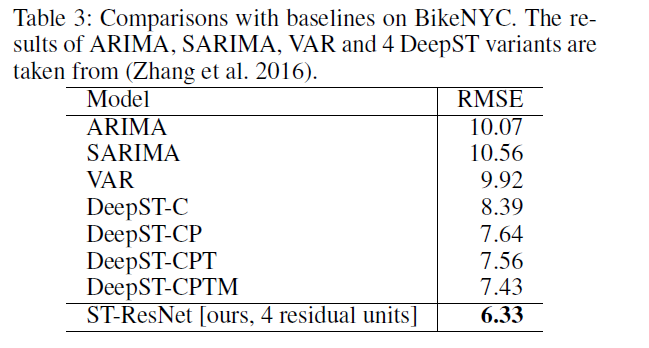 Table 3: Comparisons with baselines on BikeNYC. The re-
sults of ARIMA, SARIMA, VAR and 4 DeepST variants are
taken from (Zhang et al. 2016).
Model RMSE
ARIMA 10.07
SARIMA 10.56
VAR 9.92
DeepST-C 8.39
DeepST-CP 7.64
DeepST-CPT 7.56
DeepST-CPTM 7.43
ST-ResNet [ours, 4 residual units] 6.33